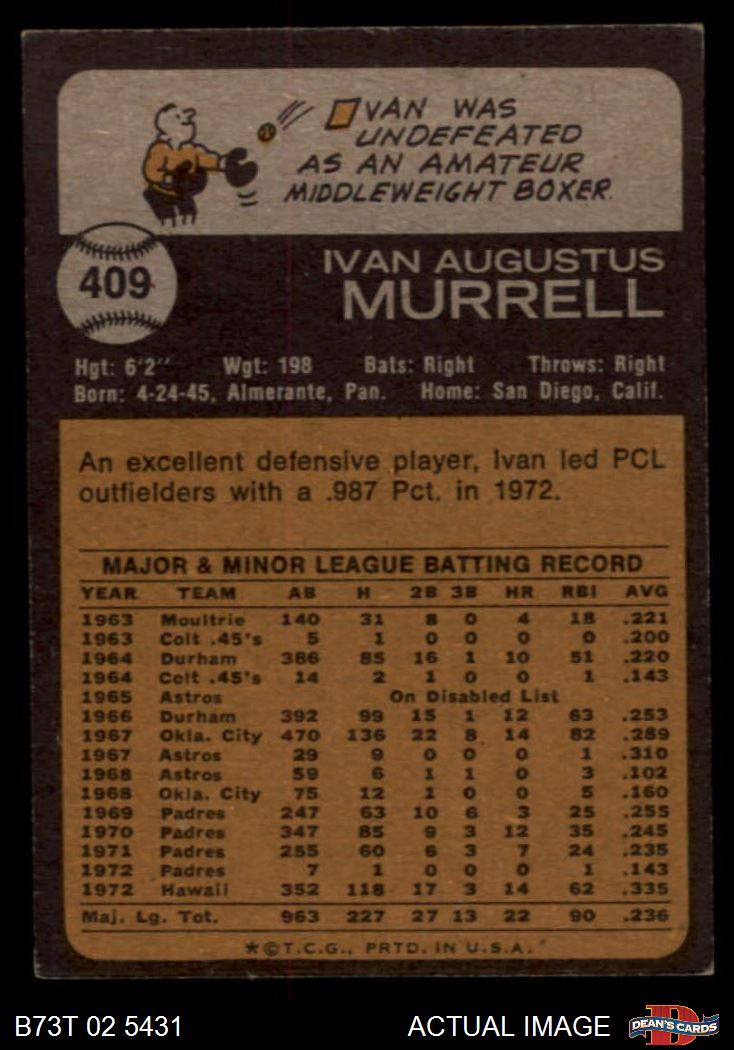 IVAN WAS
UNDEFEATED
AS AN AMATEUR
MIDDLEWEIGHT BOXER.
409
IVAN AUGUSTUS
MURRELL
Hgt: 6'2" Wgt: 198 Bats: Right Throws: Right
Born: 4-24-45, Almerante, Pan. Home: San Diego, Calif.
An excellent defensive player, Ivan led PCL
outfielders with a .987 Pct. in 1972.
MAJOR & MINOR LEAGUE BATTING RECORD
YEAR TEAM AB H 2B 3B HR RBI AVG
1963 Moultrie 140 31 8 0 4 18 .221
1963 Colt .45's 5 1 0 0 0 0 .200
1964 Durham 386 85 16 1 10 51 .220
1964 Colt .45's 14 2 1 0 0 1 .143
1965 Astros On Disabled List
1966 Durham 392 99 15 1 12 63 .253
1967 Okla. City 470 136 22 8 14 82 .289
1967 Astros 29 9 0 0 0 1 .310
1968 Astros 59 6 1 1 0 3 .102
1968 Okla. City 75 12 1 0 0 5 .160
1969 Padres 247 63 10 6 3 25 .255
1970 Padres 347 85 9 3 12 35 .245
1971 Padres 255 60 6 3 7 24 .235
1972 Padres 7 1 0 0 0 1 .143
1972 Hawaii 352 118 17 3 14 62 .335
Maj. Lg. Tot. 963 227 27 13 22 90 .236
★©T.C.G., PRTD. IN U.S.A.
B73T 02 5431 ACTUAL IMAGE D DEAN'S CARDS